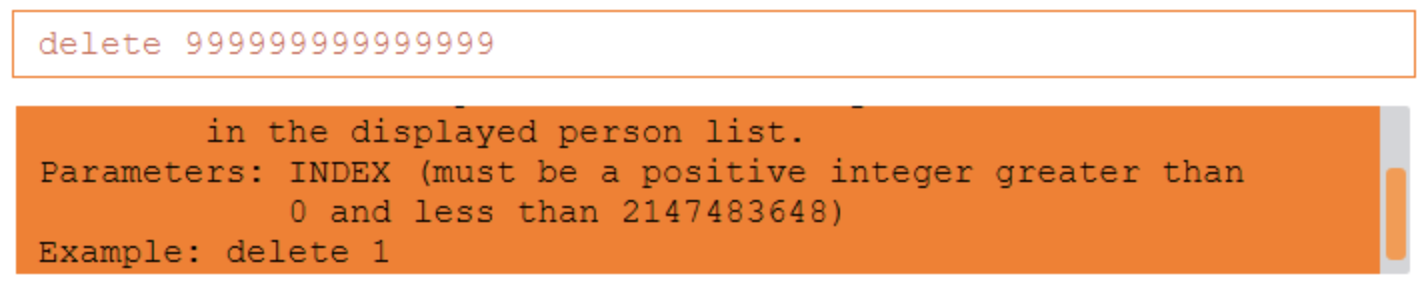 delete 999999999999999
in the displayed person list.
Parameters: INDEX (must be a positive integer greater than
0 and less than 2147483648)
Example: delete 1